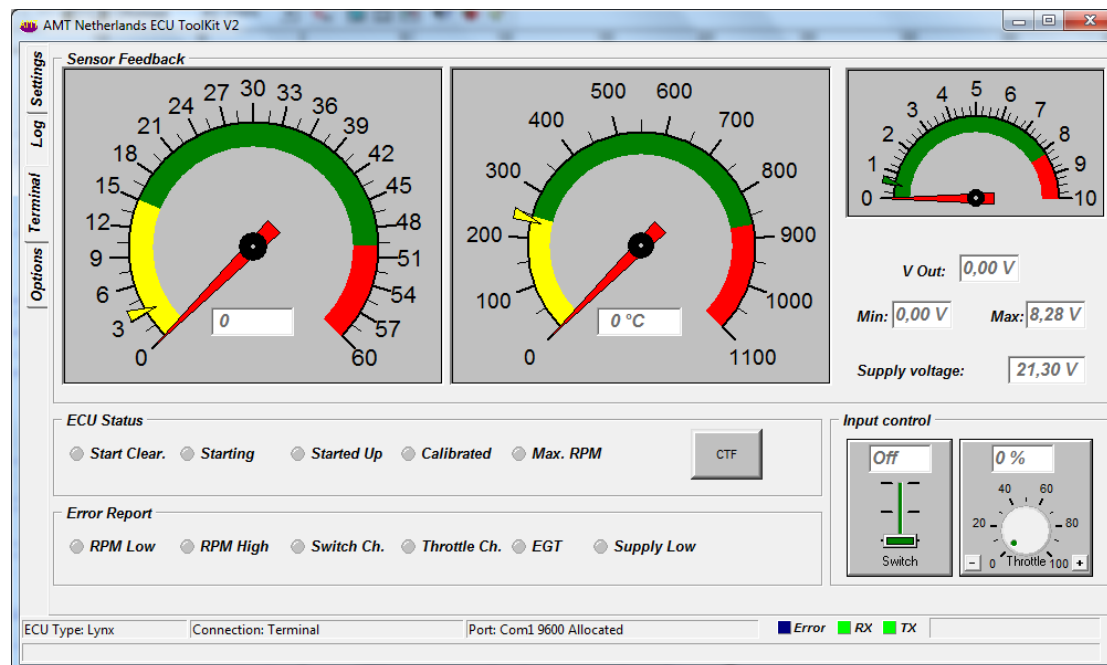 AMT Netherlands ECU ToolKit V2
Settings
Log
Terminal
Options
Sensor Feedback
0 3 6 9 12 15 18 21 24 27 30 33 36 39 42 45 48 51 54 57 60
0
0 100 200 300 400 500 600 700 800 900 1000 1100
0 °C
0 1 2 3 4 5 6 7 8 9 10
V Out: 0,00 V
Min: 0,00 V Max: 8,28 V
Supply voltage: 21,30 V
ECU Status
Start Clear. Starting Started Up Calibrated Max. RPM
CTF
Error Report
RPM Low RPM High Switch Ch. Throttle Ch. EGT Supply Low
Input control
Off
Switch
0 %
0 20 40 60 80 100
- Throttle +
ECU Type: Lynx Connection: Terminal Port: Com1 9600 Allocated Error RX TX